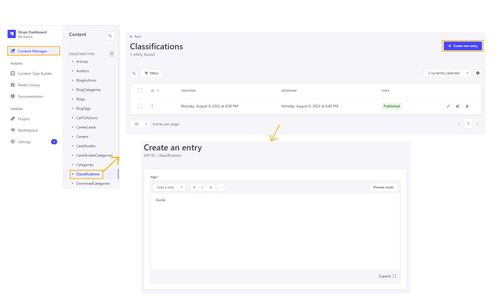 Strapi Dashboard
Workplace
Content Manager
PLUGINS
Content Type Builder
Media Library
Documentation
GENERAL
Plugins
Marketplace
Settings
Content
COLLECTION TYPES
Articles
Authors
BlogAuthors
BlogCategories
Blogs
BlogTags
CallToActions
CareerLeads
Careers
CaseStudies
CaseStudiesCategories
Categories
Classifications
DownloadCategories
Back
Classifications
1 entry found
Create new entry
Filters
3 currently selected
ID
CREATEDAT
UPDATEDAT
STATE
1
Monday, August 8, 2022 at 4:39 PM
Monday, August 8, 2022 at 4:45 PM
Published
10
Entries per page
1
Create an entry
API ID : classification
Title*
Add a title
Preview mode
Guide
Expand